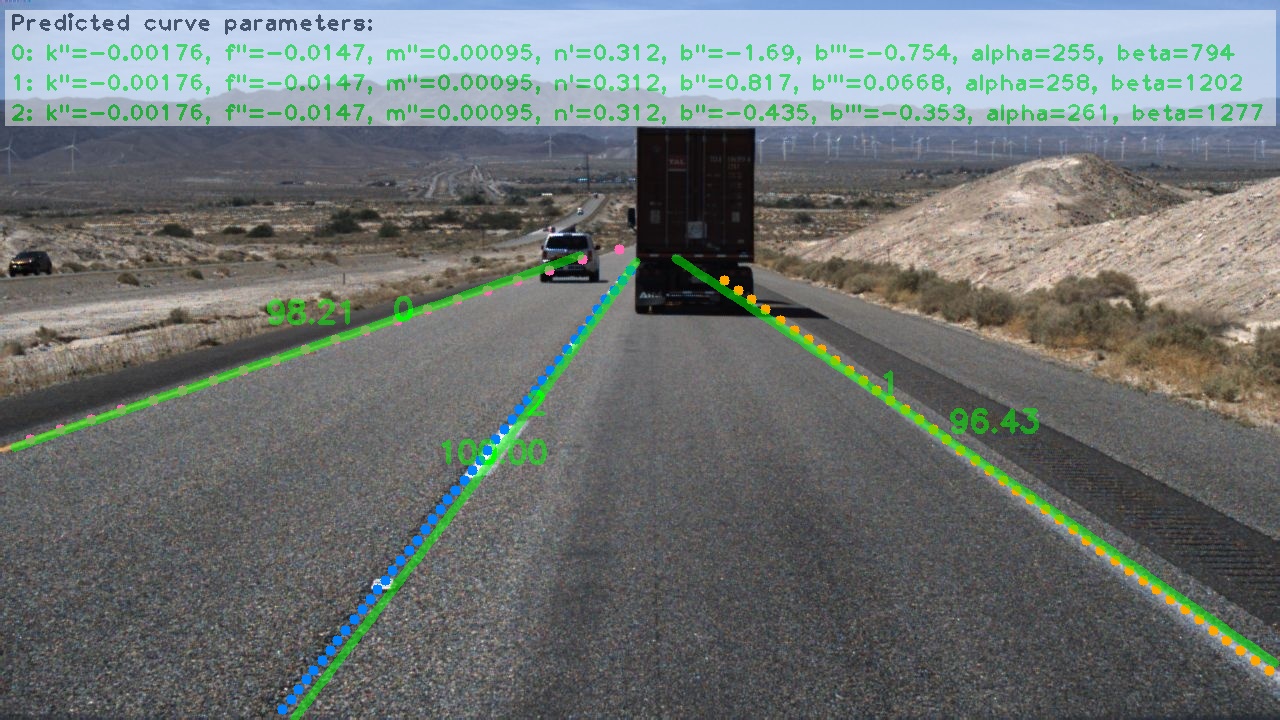 Predicted curve parameters:
0: k''=-0.00176, f''=-0.0147, m''=0.00095, n'=0.312, b''=-1.69, b'''=-0.754, alpha=255, beta=794
1: k''=-0.00176, f''=-0.0147, m''=0.00095, n'=0.312, b''=0.817, b'''=0.0668, alpha=258, beta=1202
2: k''=-0.00176, f''=-0.0147, m''=0.00095, n'=0.312, b''=-0.435, b'''=-0.353, alpha=261, beta=1277
TAL
98.21 0
1
2
96.43
100.00